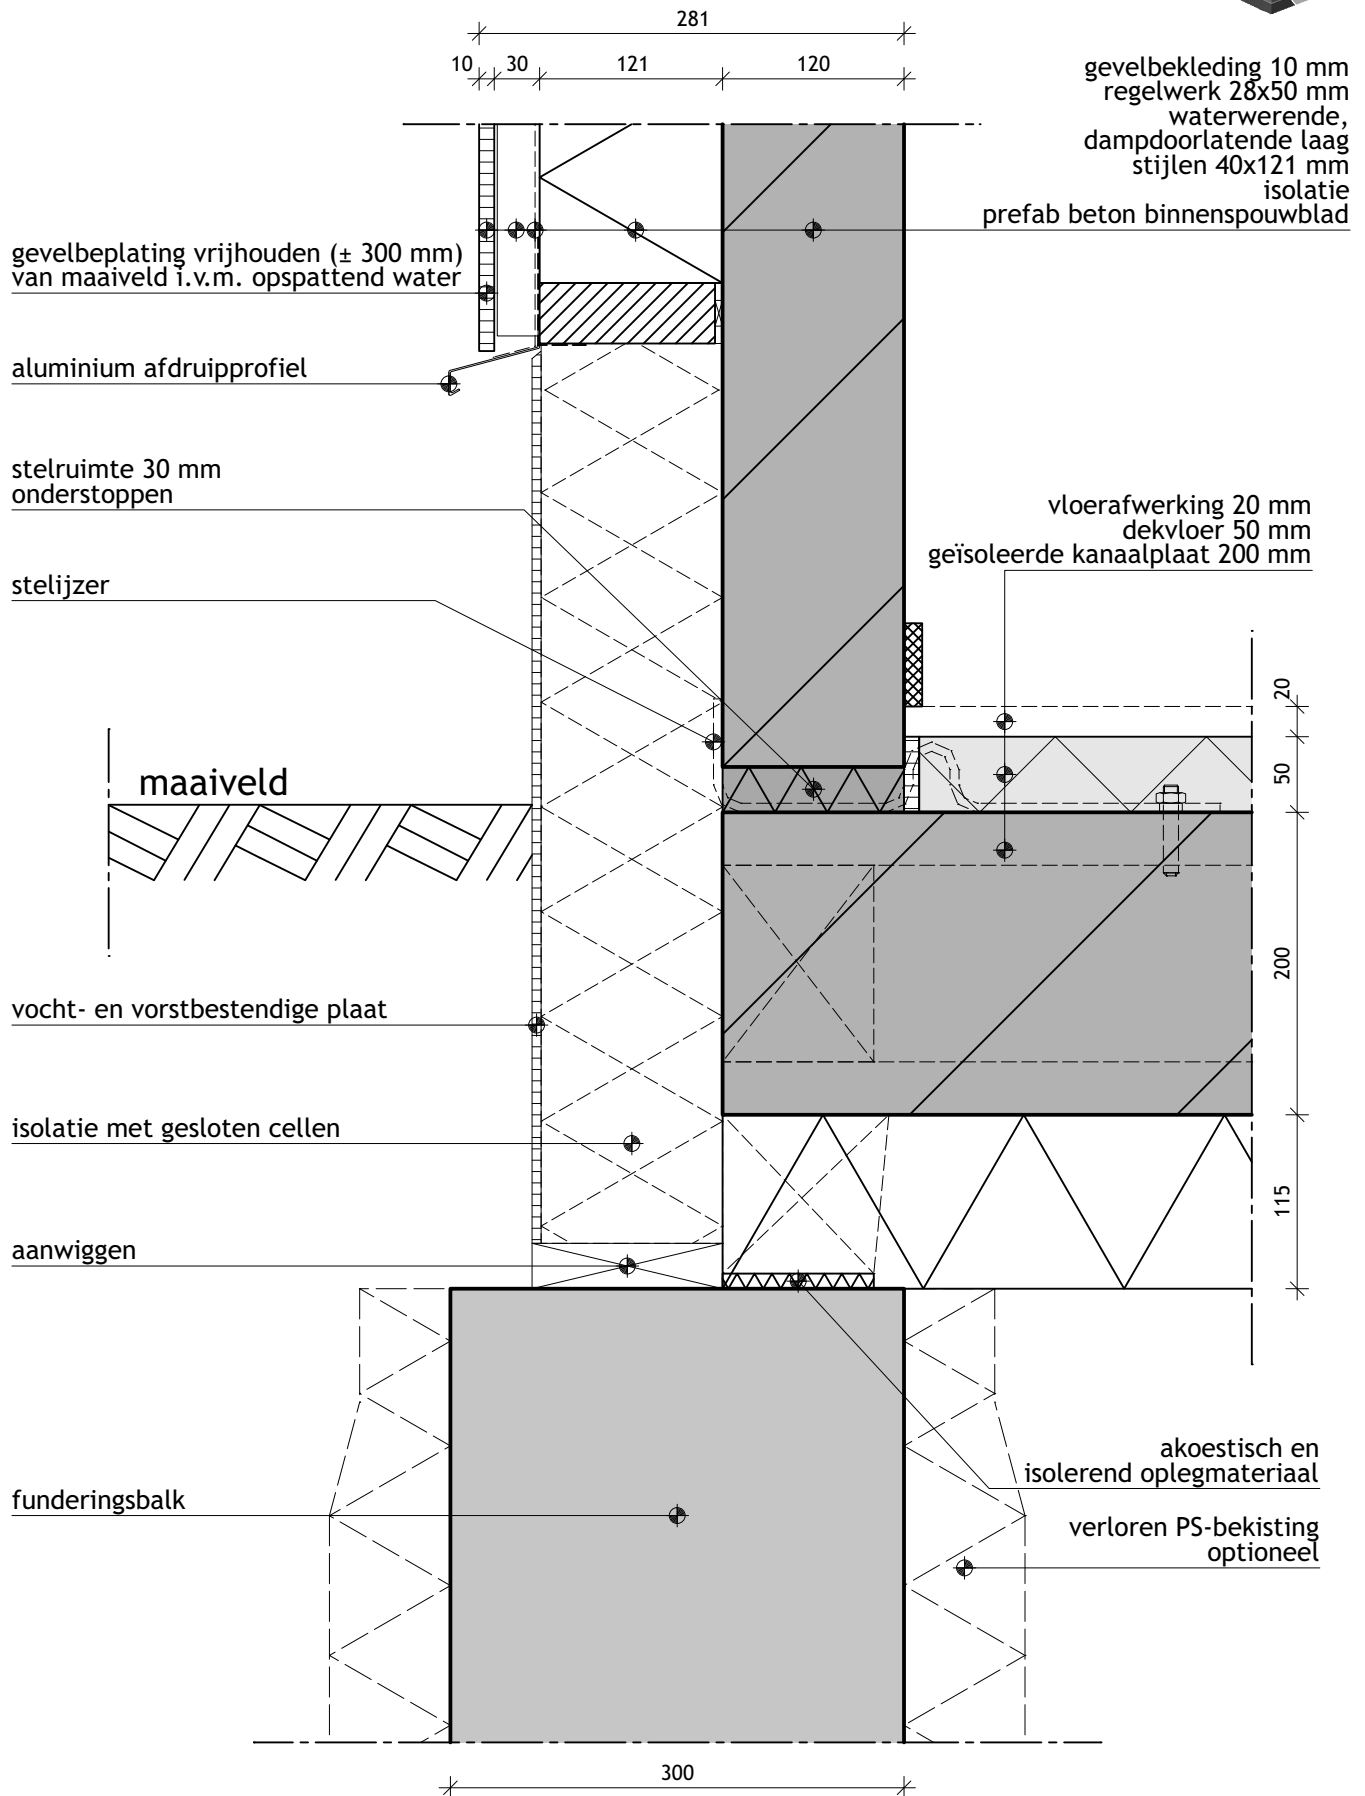 281
10 30 121 120
gevelbekleding 10 mm
regelwerk 28x50 mm
waterwerende,
dampdoorlatende laag
stijlen 40x121 mm
isolatie
prefab beton binnenspouwblad
gevelbeplating vrijhouden (± 300 mm)
van maaiveld i.v.m. opspattend water
aluminium afdruipprofiel
stelruimte 30 mm
onderstoppen
vloerafwerking 20 mm
dekvloer 50 mm
geïsoleerde kanaalplaat 200 mm
stelijzer
20
50
maaiveld
200
vocht- en vorstbestendige plaat
isolatie met gesloten cellen
115
aanwiggen
akoestisch en
isolerend oplegmateriaal
funderingsbalk
verloren PS-bekisting
optioneel
300